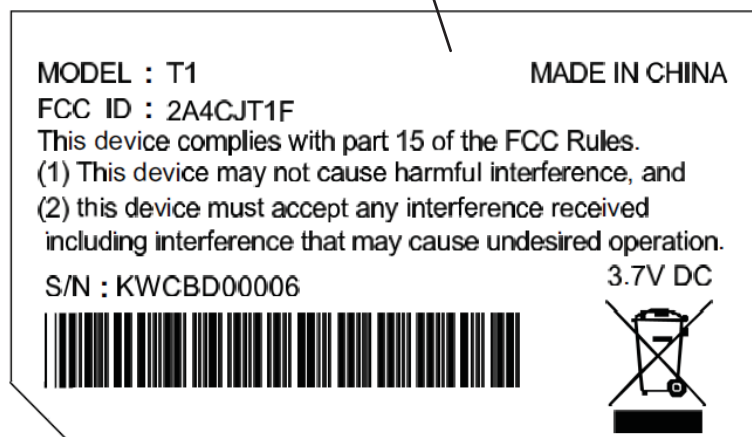 MODEL : T1
MADE IN CHINA
FCC ID : 2A4CJT1F
This device complies with part 15 of the FCC Rules.
(1) This device may not cause harmful interference, and
(2) this device must accept any interference received
including interference that may cause undesired operation.
S/N : KWCBD00006
3.7V DC